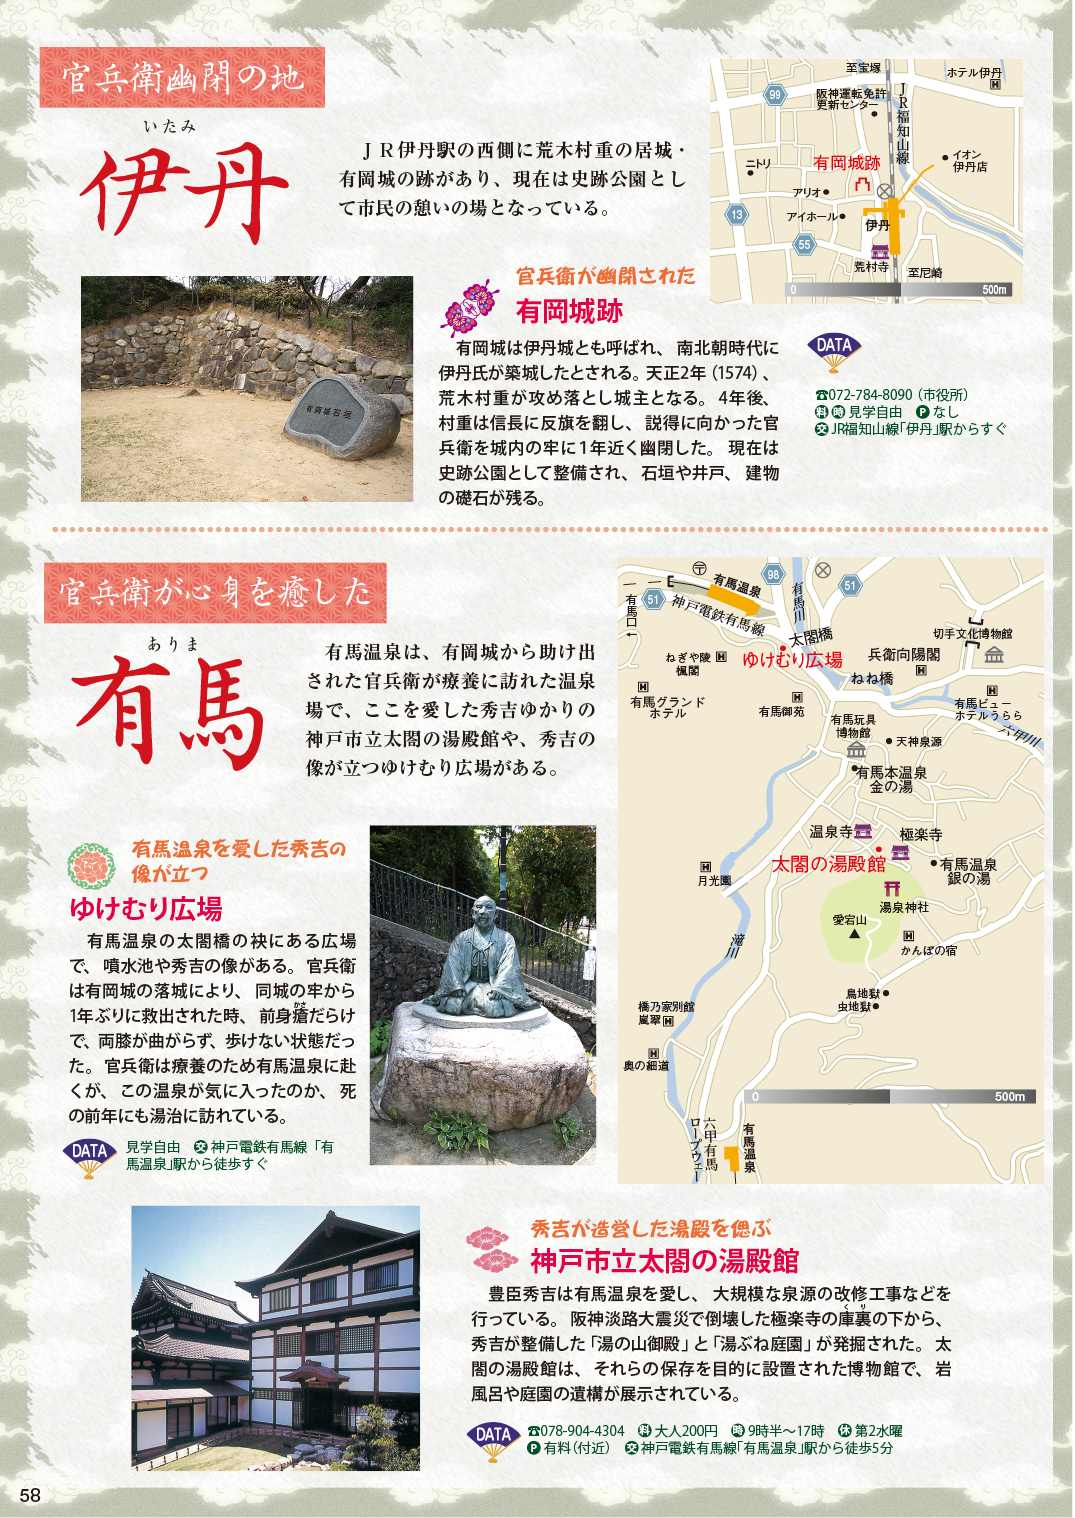 官兵衛幽閉の地
いたみ
伊丹
ＪＲ伊丹駅の西側に荒木村重の居城・
有岡城の跡があり、現在は史跡公園とし
て市民の憩いの場となっている。
至宝塚
ホテル伊丹
H
99
阪神運転免許
更新センター
JR福知山線
ニトリ
有岡城跡
イオン
伊丹店
アリオ
13
アイホール
伊丹
55
荒村寺
至尼崎
0
500m
有岡城石垣
官兵衛が幽閉された
有岡城跡
有岡城は伊丹城とも呼ばれ、南北朝時代に
伊丹氏が築城したとされる。天正2年（1574）、
荒木村重が攻め落とし城主となる。4年後、
村重は信長に反旗を翻し、説得に向かった官
兵衛を城内の牢に1年近く幽閉した。現在は
史跡公園として整備され、石垣や井戸、建物
の礎石が残る。
DATA
☎072-784-8090（市役所）
料 時 見学自由 P なし
交 JR福知山線「伊丹」駅からすぐ
官兵衛が心身を癒した
ありま
有馬
有馬温泉は、有岡城から助け出
された官兵衛が療養に訪れた温泉
場で、ここを愛した秀吉ゆかりの
神戸市立太閤の湯殿館や、秀吉の
像が立つゆけむり広場がある。
有馬口←
51
〒
有馬温泉
神戸電鉄有馬線
98
有馬川
51
太閤橋
切手文化博物館
ねぎや陵
楓閣
H
ゆけむり広場
兵衛向陽閣
H
ねね橋
H
有馬グランド
ホテル
H
有馬御苑
H
有馬ビュー
ホテルうらら
六甲川
有馬玩具
博物館
天神泉源
有馬本温泉
金の湯
温泉寺
極楽寺
太閤の湯殿館
有馬温泉
銀の湯
H
月光園
湯泉神社
愛宕山
H
かんぽの宿
滝川
鳥地獄
虫地獄
橋乃家別館
嵐翠
H
H
奥の細道
0
500m
六甲有馬
ロープウェー
有馬温泉
有馬温泉を愛した秀吉の
像が立つ
ゆけむり広場
有馬温泉の太閤橋の袂にある広場
で、噴水池や秀吉の像がある。官兵衛
は有岡城の落城により、同城の牢から
かさ
1年ぶりに救出された時、前身瘡だらけ
で、両膝が曲がらず、歩けない状態だっ
た。官兵衛は療養のため有馬温泉に赴
くが、この温泉が気に入ったのか、死
の前年にも湯治に訪れている。
DATA
見学自由 交 神戸電鉄有馬線「有
馬温泉」駅から徒歩すぐ
秀吉が造営した湯殿を偲ぶ
神戸市立太閤の湯殿館
豊臣秀吉は有馬温泉を愛し、大規模な泉源の改修工事などを
くり
行っている。阪神淡路大震災で倒壊した極楽寺の庫裏の下から、
秀吉が整備した「湯の山御殿」と「湯ぶね庭園」が発掘された。太
閤の湯殿館は、それらの保存を目的に設置された博物館で、岩
風呂や庭園の遺構が展示されている。
DATA
☎078-904-4304 料 大人200円 時 9時半～17時 休 第2水曜
P 有料（付近） 交 神戸電鉄有馬線「有馬温泉」駅から徒歩5分
58